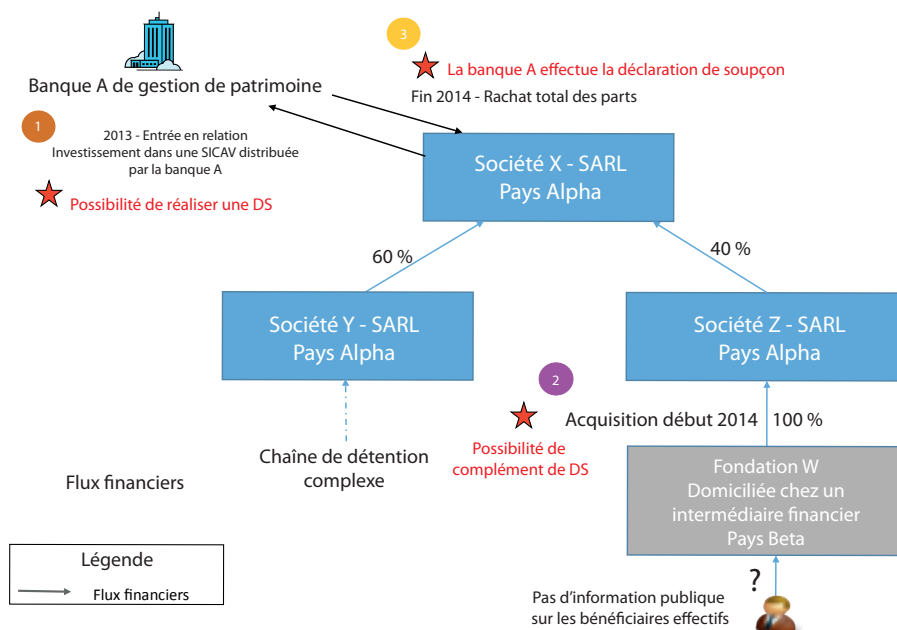 3
La banque A effectue la déclaration de soupçon
Banque A de gestion de patrimoine
Fin 2014 - Rachat total des parts
1
2013 - Entrée en relation
Investissement dans une SICAV distribuée
par la banque A
Possibilité de réaliser une DS
Société X - SARL
Pays Alpha
60 %
40 %
Société Y - SARL
Pays Alpha
Société Z - SARL
Pays Alpha
2
Acquisition début 2014
100 %
Possibilité de
complément de DS
Chaîne de détention
complexe
Flux financiers
Fondation W
Domiciliée chez un
intermédiaire financier
Pays Beta
Légende
Flux financiers
?
Pas d'information publique
sur les bénéficiaires effectifs